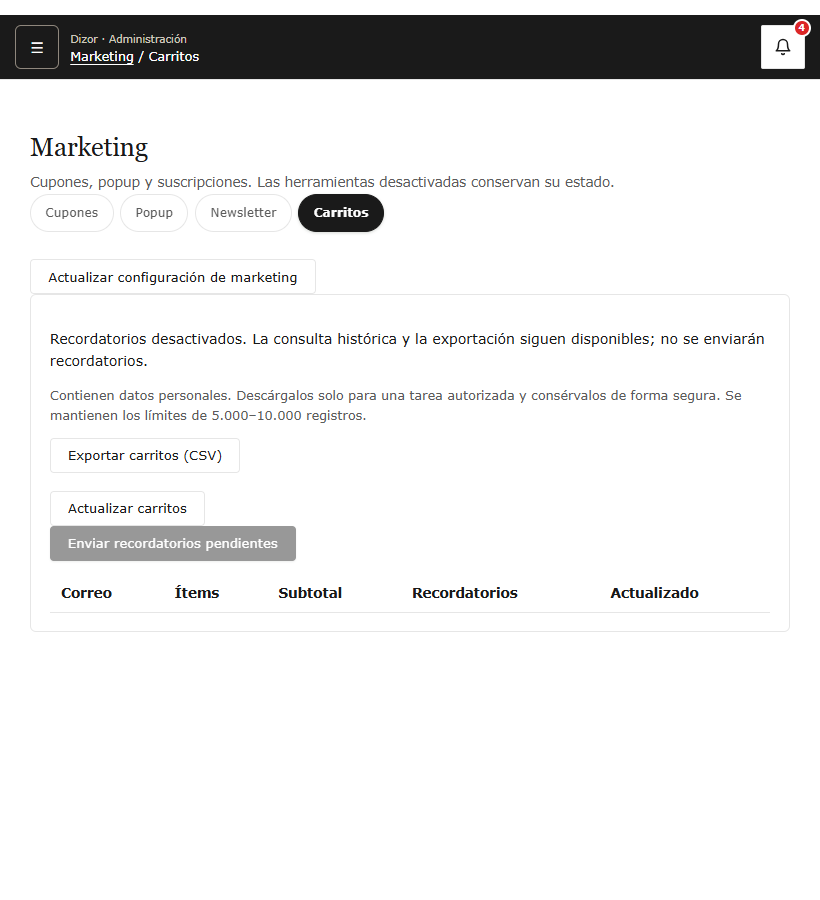 ☰
Dizor · Administración
Marketing / Carritos
4
Marketing
Cupones, popup y suscripciones. Las herramientas desactivadas conservan su estado.
Cupones Popup Newsletter Carritos
Actualizar configuración de marketing
Recordatorios desactivados. La consulta histórica y la exportación siguen disponibles; no se enviarán
recordatorios.
Contienen datos personales. Descárgalos solo para una tarea autorizada y consérvalos de forma segura. Se
mantienen los límites de 5.000–10.000 registros.
Exportar carritos (CSV)
Actualizar carritos
Enviar recordatorios pendientes
Correo Ítems Subtotal Recordatorios Actualizado